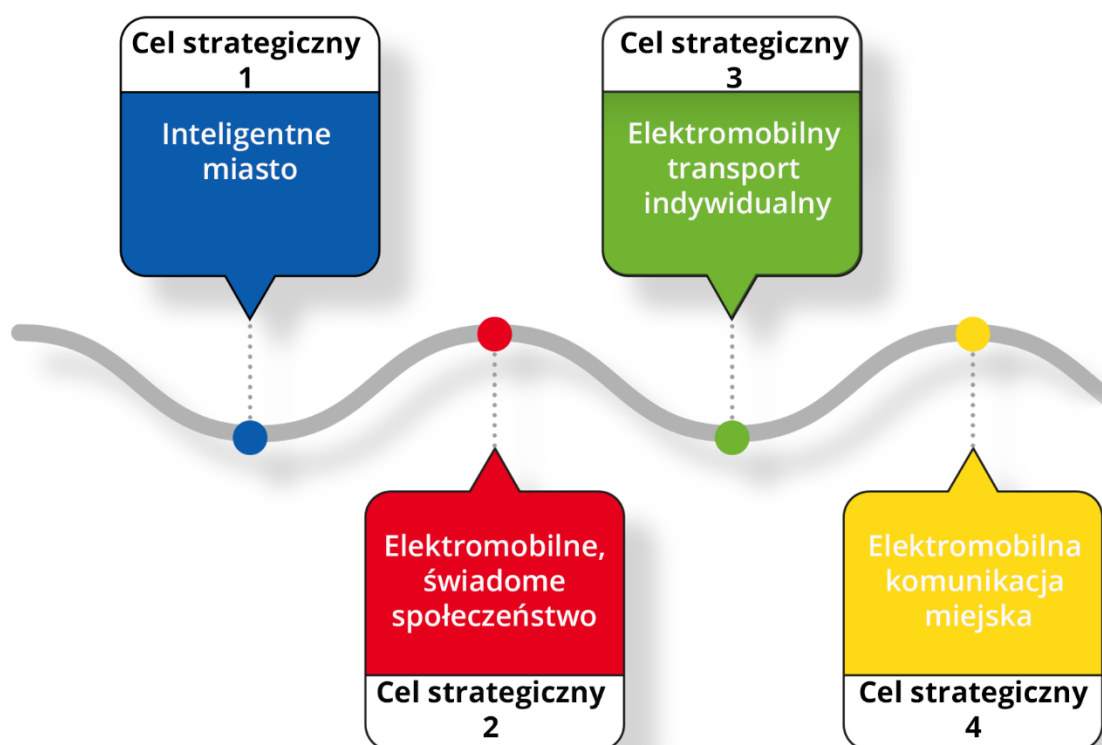 Cel strategiczny
1
Inteligentne
miasto
Elektromobilne,
świadome
społeczeństwo
Cel strategiczny
2
Cel strategiczny
3
Elektromobilny
transport
indywidualny
Elektromobilna
komunikacja
miejska
Cel strategiczny
4